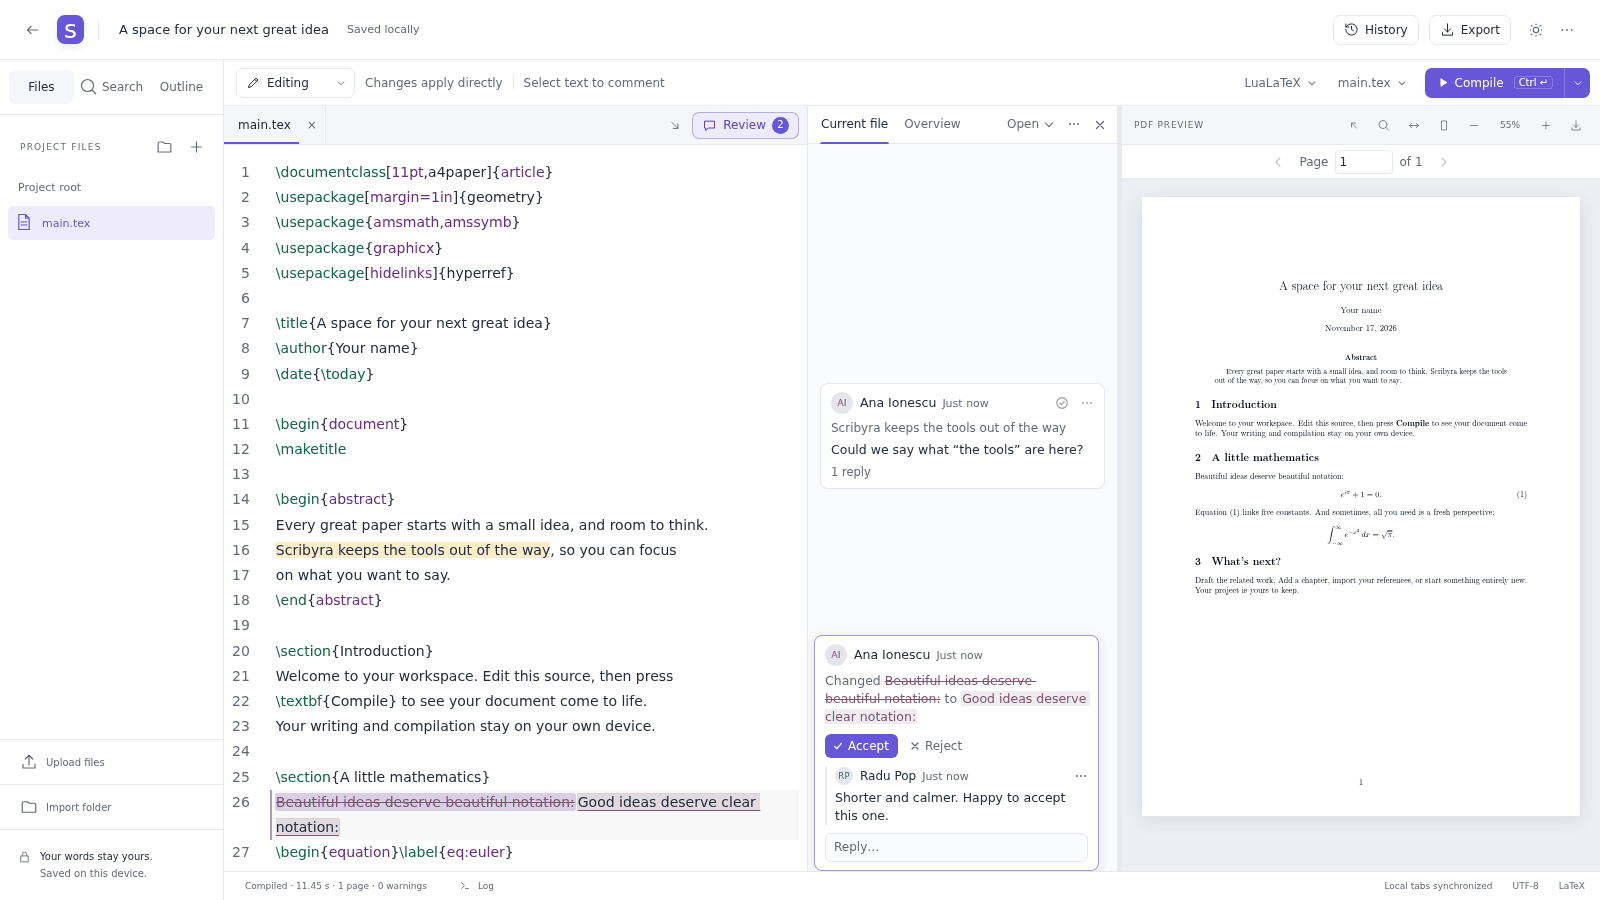 S
A space for your next great idea
Saved locally
History
Export
Files
Search
Outline
PROJECT FILES
Project root
main.tex
Upload files
Import folder
Your words stay yours.
Saved on this device.
Editing
Changes apply directly
Select text to comment
LuaLaTeX
main.tex
Compile
Ctrl ↵
main.tex
Review 2
1 \documentclass[11pt,a4paper]{article}
2 \usepackage[margin=1in]{geometry}
3 \usepackage{amsmath,amssymb}
4 \usepackage{graphicx}
5 \usepackage[hidelinks]{hyperref}
6
7 \title{A space for your next great idea}
8 \author{Your name}
9 \date{\today}
10
11 \begin{document}
12 \maketitle
13
14 \begin{abstract}
15 Every great paper starts with a small idea, and room to think.
16 Scribyra keeps the tools out of the way, so you can focus
17 on what you want to say.
18 \end{abstract}
19
20 \section{Introduction}
21 Welcome to your workspace. Edit this source, then press
22 \textbf{Compile} to see your document come to life.
23 Your writing and compilation stay on your own device.
24
25 \section{A little mathematics}
26 Beautiful ideas deserve beautiful notation: Good ideas deserve clear
notation:
27 \begin{equation}\label{eq:euler}
Current file
Overview
Open
AI Ana Ionescu Just now
Scribyra keeps the tools out of the way
Could we say what “the tools” are here?
1 reply
AI Ana Ionescu Just now
Changed Beautiful ideas deserve
beautiful notation: to Good ideas deserve
clear notation:
Accept
Reject
RP Radu Pop Just now
Shorter and calmer. Happy to accept
this one.
Reply…
PDF PREVIEW
55%
Page 1 of 1
A space for your next great idea
Your name
November 17, 2026
Abstract
Every great paper starts with a small idea, and room to think. Scribyra keeps the tools
out of the way, so you can focus on what you want to say.
1 Introduction
Welcome to your workspace. Edit this source, then press Compile to see your document come
to life. Your writing and compilation stay on your own device.
2 A little mathematics
Beautiful ideas deserve beautiful notation:
e^{iπ} + 1 = 0. (1)
Equation (1) links five constants. And sometimes, all you need is a fresh perspective:
∫_{−∞}^{∞} e^{−x²} dx = √π.
3 What's next?
Draft the related work, Add a chapter, import your references, or start something entirely new.
Your project is yours to keep.
1
Compiled · 11.45 s · 1 page · 0 warnings
Log
Local tabs synchronized
UTF-8
LaTeX